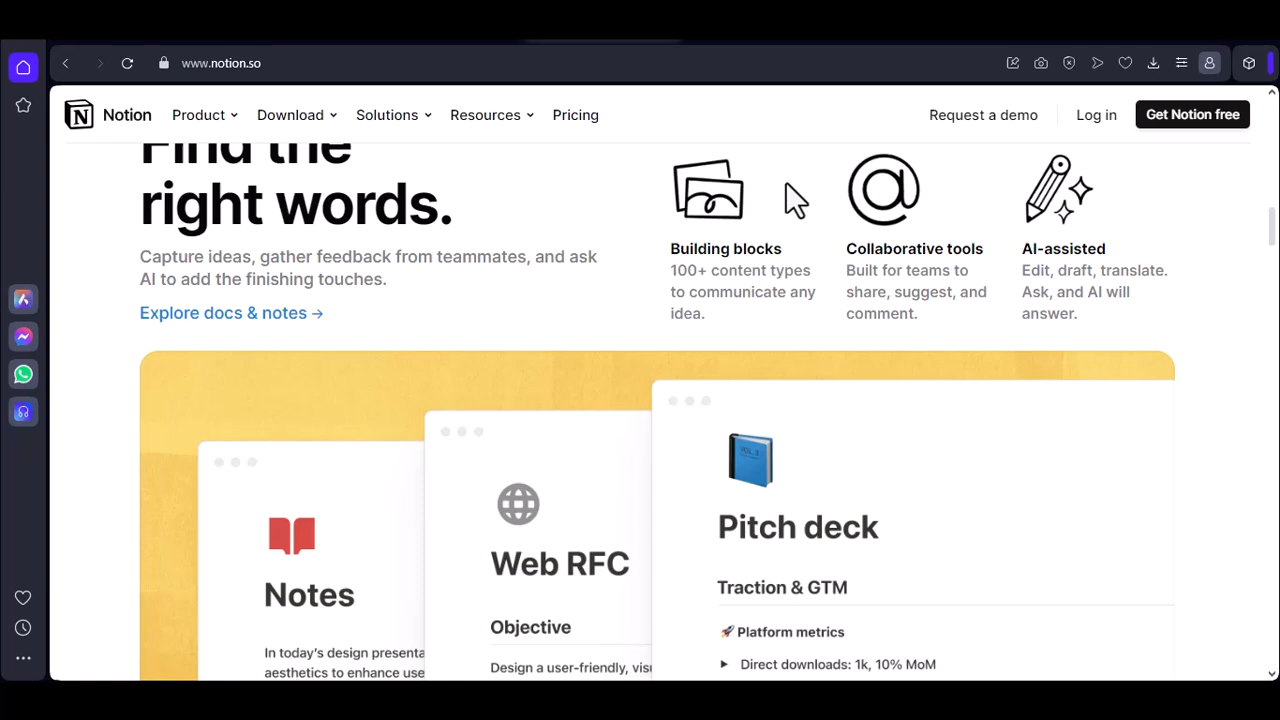 www.notion.so
Notion
Product
Download
Solutions
Resources
Pricing
Request a demo
Log in
Get Notion free
Find the
right words.
Capture ideas, gather feedback from teammates, and ask
AI to add the finishing touches.
Explore docs & notes →
Building blocks
100+ content types
to communicate any
idea.
Collaborative tools
Built for teams to
share, suggest, and
comment.
AI-assisted
Edit, draft, translate.
Ask, and AI will
answer.
Notes
In today's design presenta
aesthetics to enhance use
Web RFC
Objective
Design a user-friendly, visu
Pitch deck
Traction & GTM
🚀 Platform metrics
Direct downloads: 1k, 10% MoM